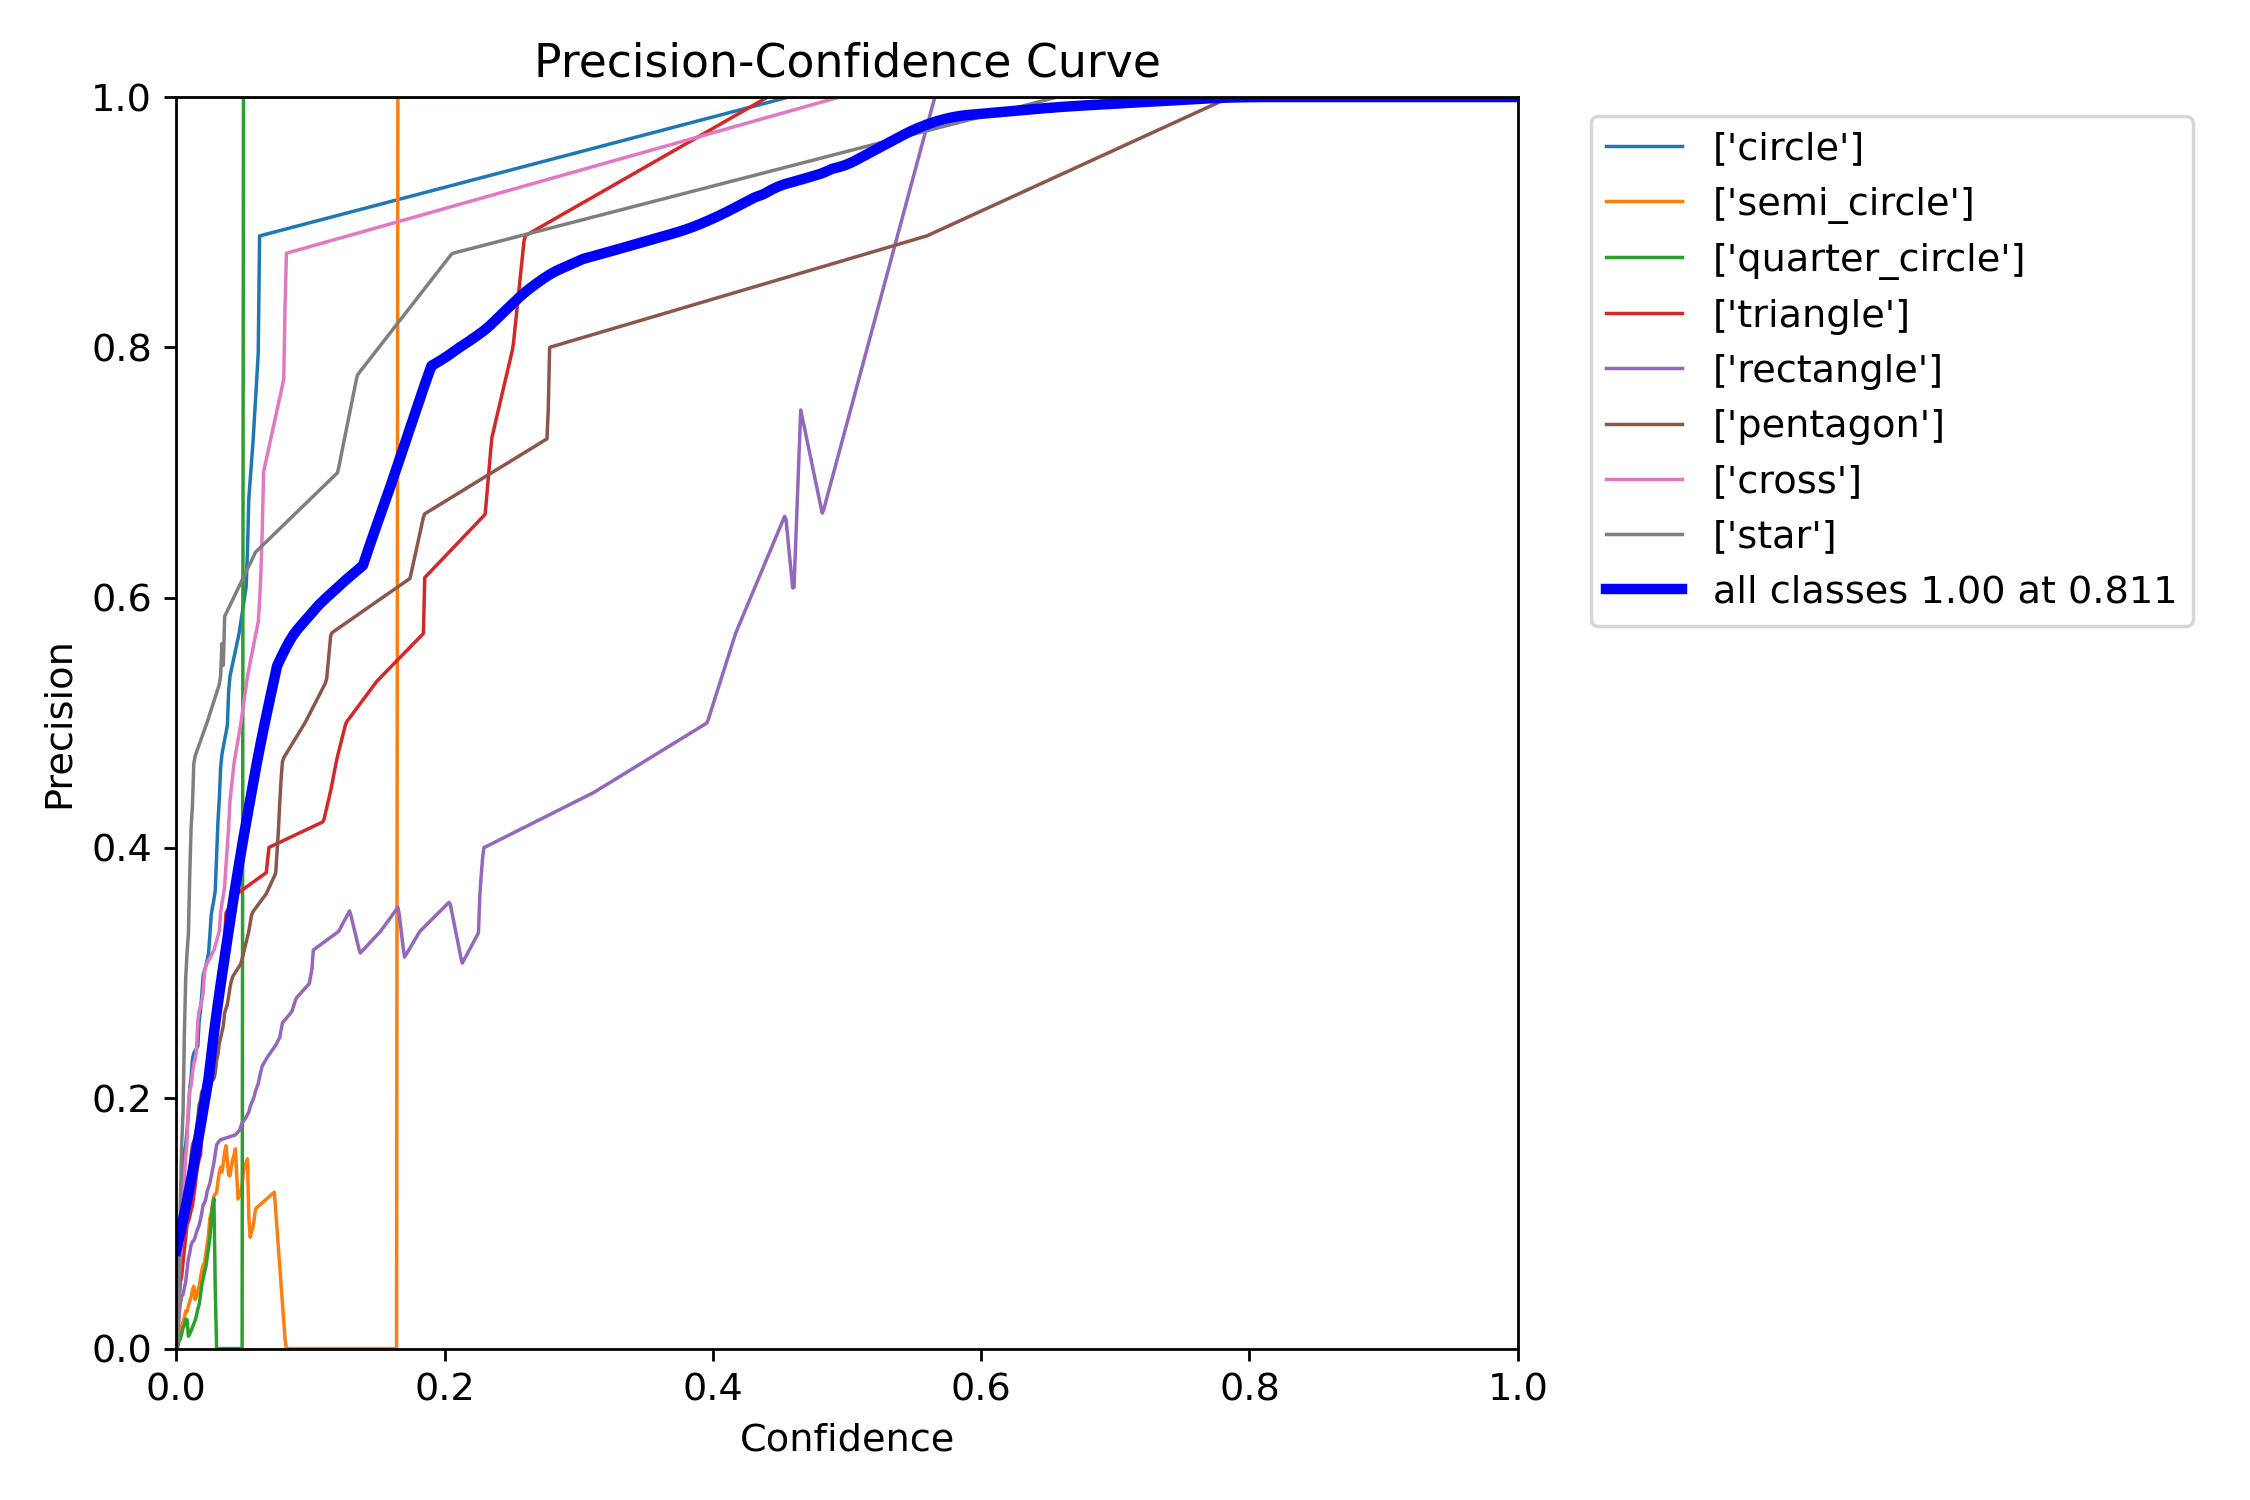 Precision-Confidence Curve
1.0
0.8
0.6
0.4
0.2
0.0
Precision
0.0 0.2 0.4 0.6 0.8 1.0
Confidence
['circle']
['semi_circle']
['quarter_circle']
['triangle']
['rectangle']
['pentagon']
['cross']
['star']
all classes 1.00 at 0.811